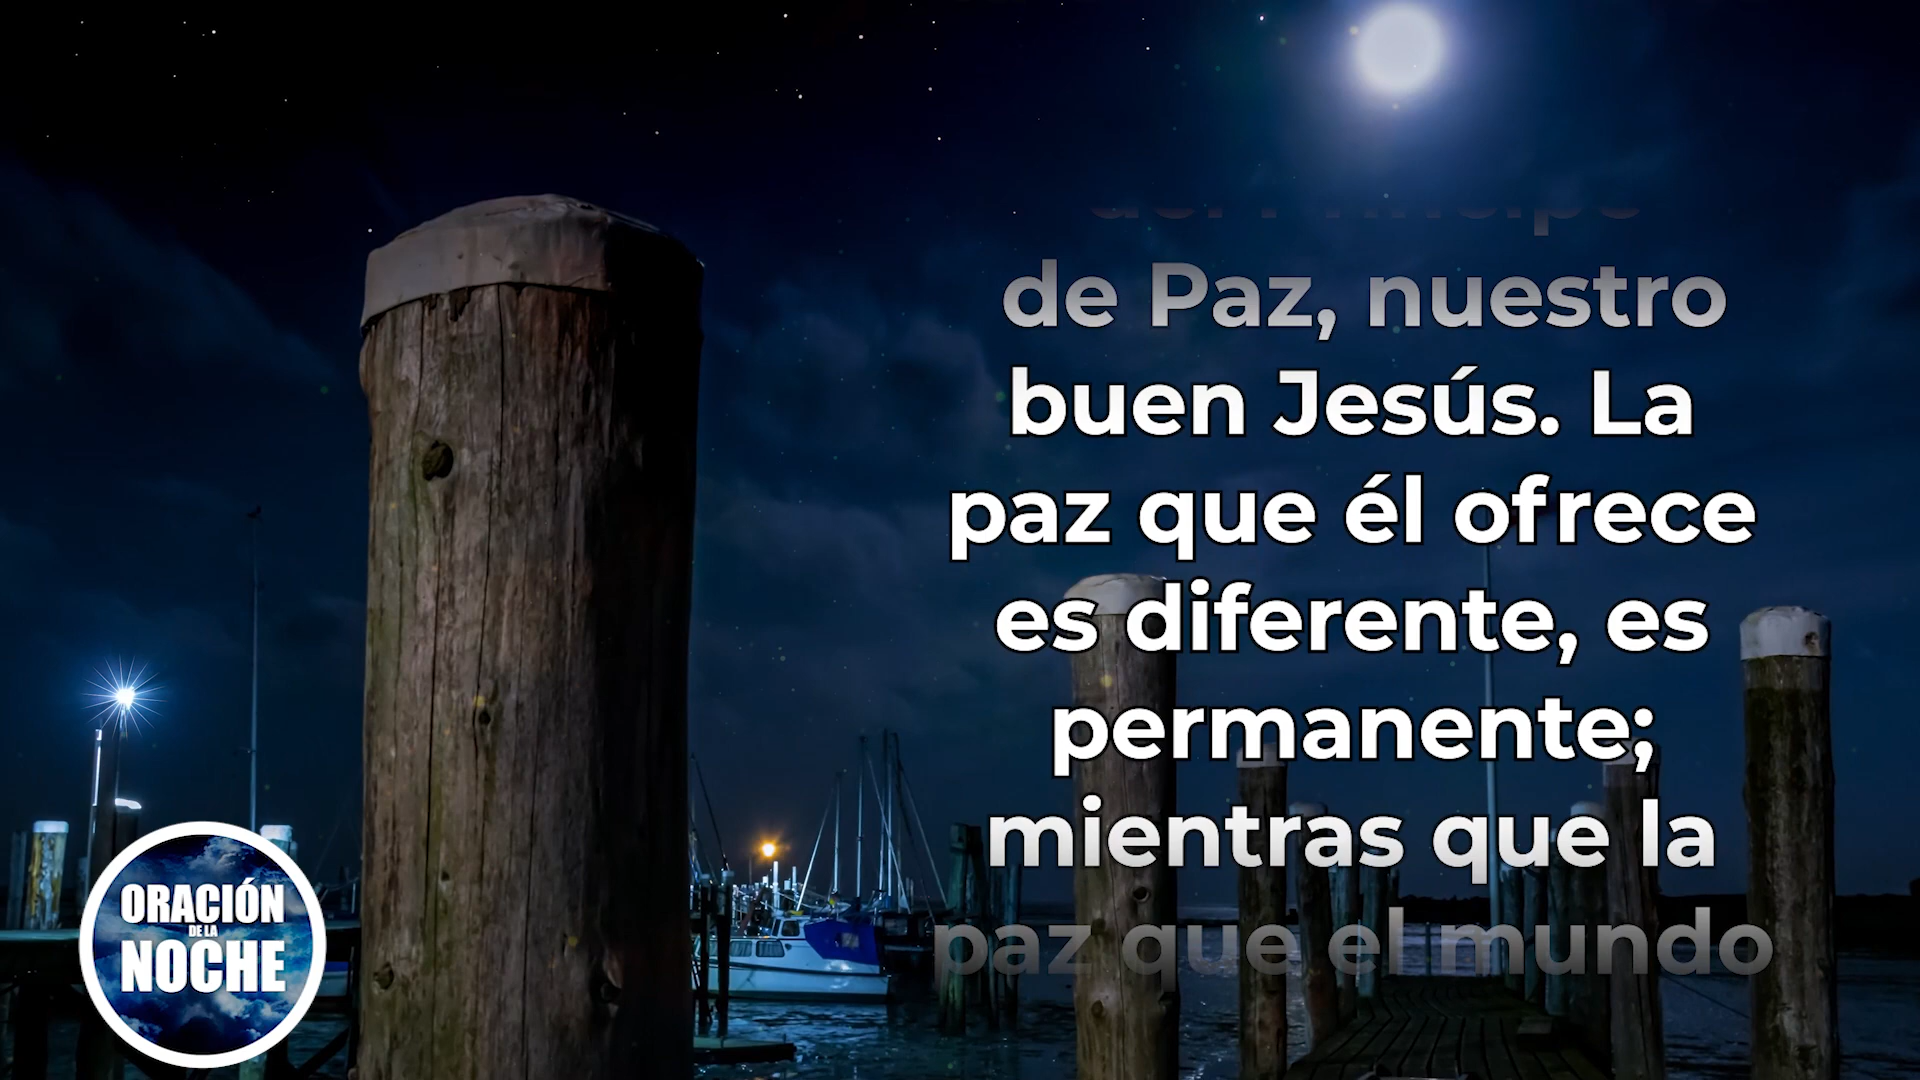 de Paz, nuestro
buen Jesús. La
paz que él ofrece
es diferente, es
permanente;
mientras que la
paz que el mundo
ORACIÓN
DE LA
NOCHE